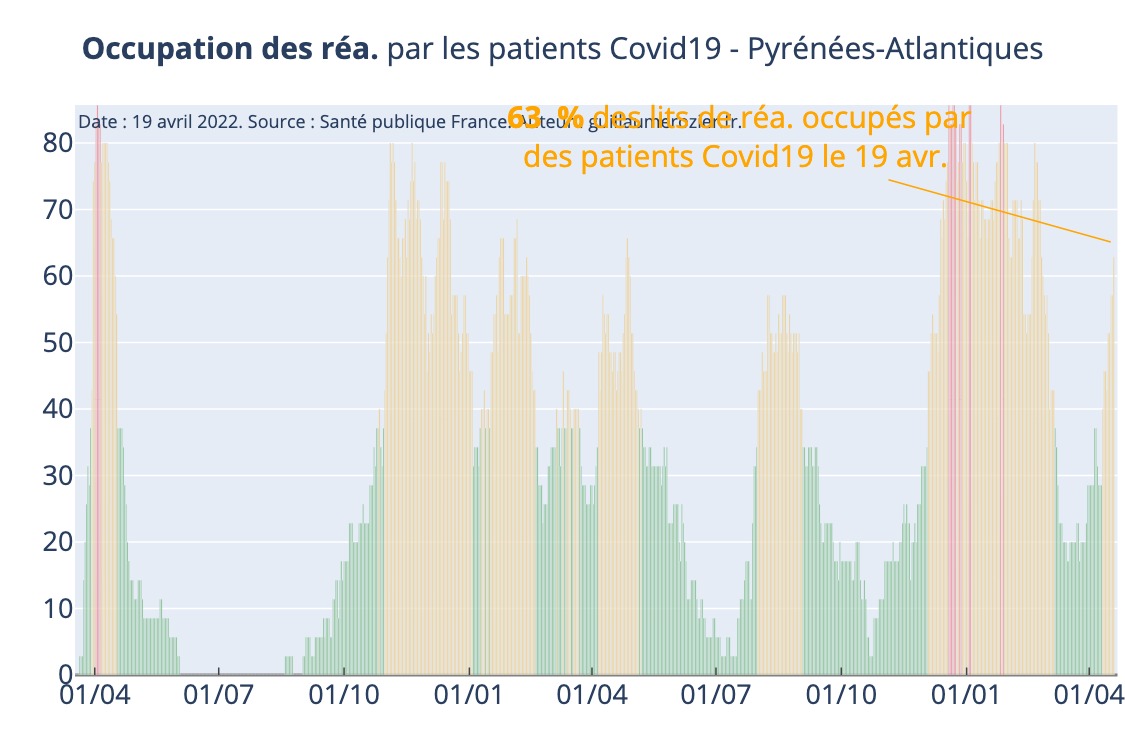 Occupation des réa. par les patients Covid19 - Pyrénées-Atlantiques
Date : 19 avril 2022. Source : Santé publique France. Auteur : guillaumerozier.fr.
63 % des lits de réa. occupés par
des patients Covid19 le 19 avr.
80
70
60
50
40
30
20
10
0
01/04 01/07 01/10 01/01 01/04 01/07 01/10 01/01 01/04